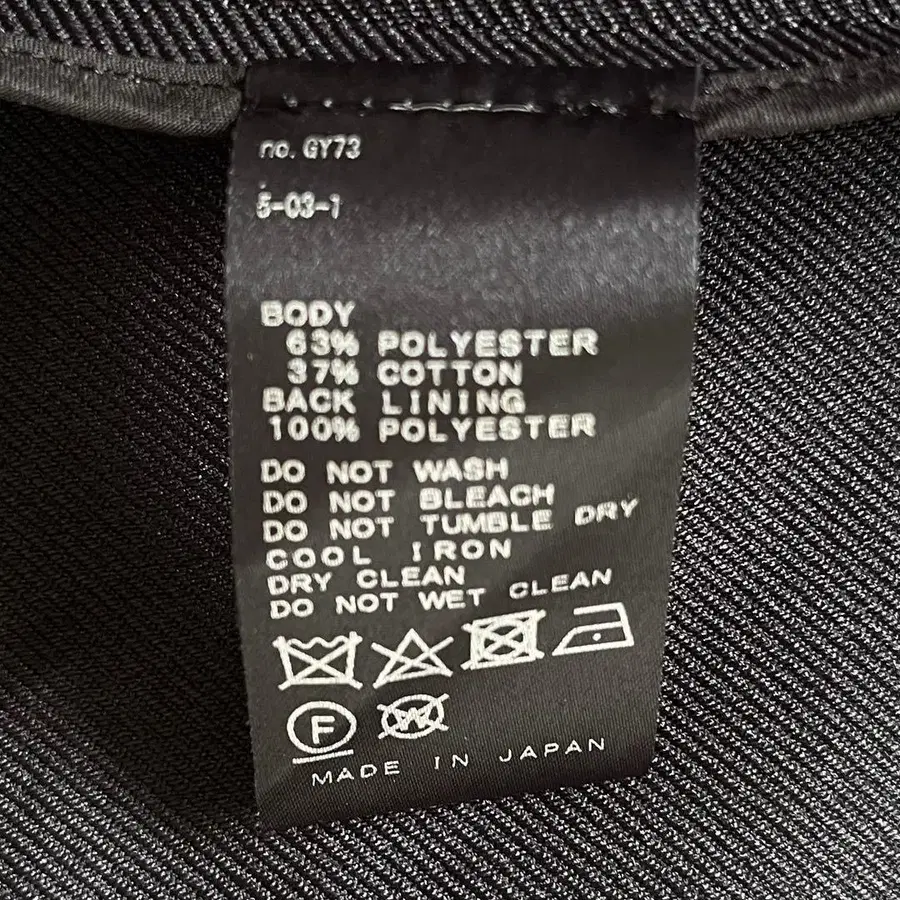 no. GY73
5-03-1
BODY
63% POLYESTER
37% COTTON
BACK LINING
100% POLYESTER
DO NOT WASH
DO NOT BLEACH
DO NOT TUMBLE DRY
COOL IRON
DRY CLEAN
DO NOT WET CLEAN
F W
MADE IN JAPAN